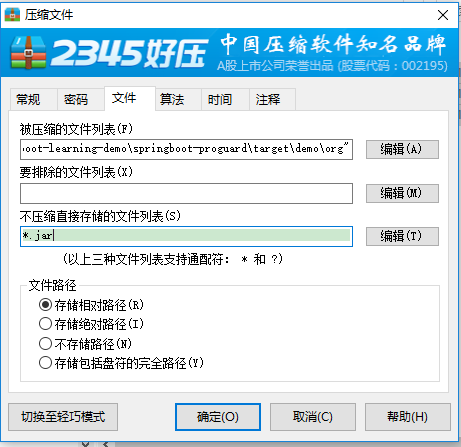 压缩文件
2345好压
中国压缩软件知名品牌
A股上市公司荣誉出品 (股票代码：002195)
常规 密码 文件 算法 时间 注释
被压缩的文件列表(F)
oot-learning-demo\springboot-proguard\target\demo\org" 编辑(A)
要排除的文件列表(X)
编辑(M)
不压缩直接存储的文件列表(S)
*.jar 编辑(T)
(以上三种文件列表支持通配符： * 和 ?)
文件路径
存储相对路径(R)
存储绝对路径(I)
不存储路径(N)
存储包括盘符的完全路径(Y)
切换至轻巧模式 确定(O) 取消(C) 帮助(H)